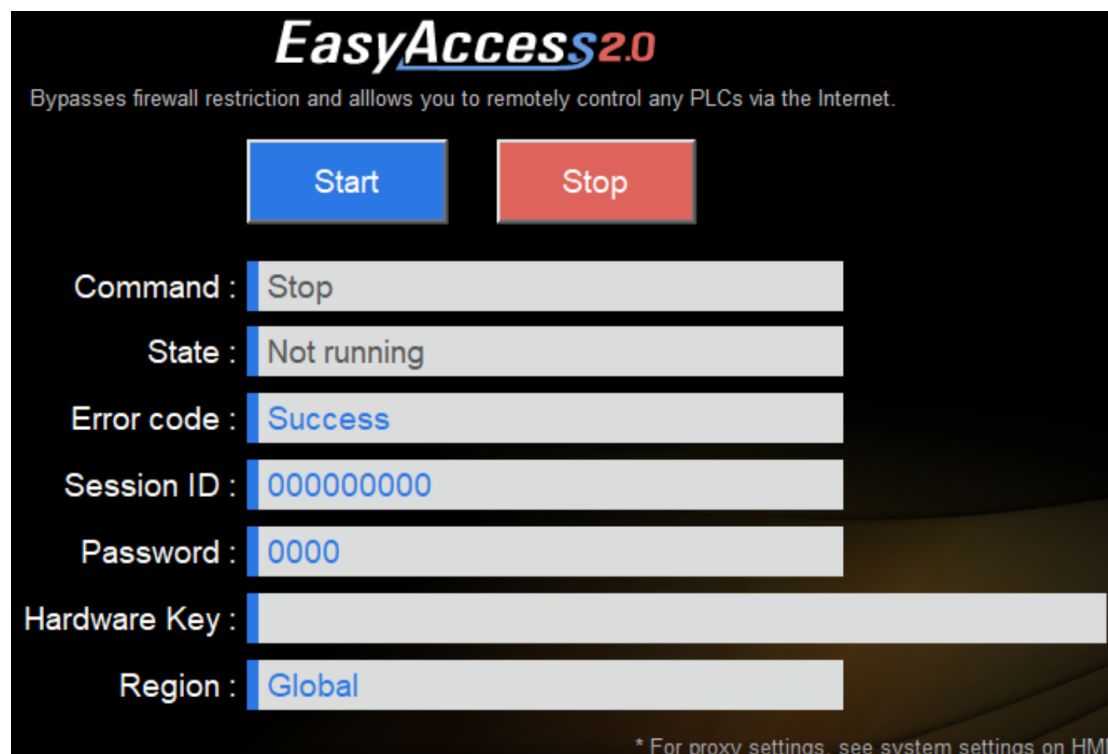 EasyAccess2.0
Bypasses firewall restriction and alllows you to remotely control any PLCs via the Internet.
Start Stop
Command : Stop
State : Not running
Error code : Success
Session ID : 000000000
Password : 0000
Hardware Key :
Region : Global
* For proxy settings, see system settings on HMI